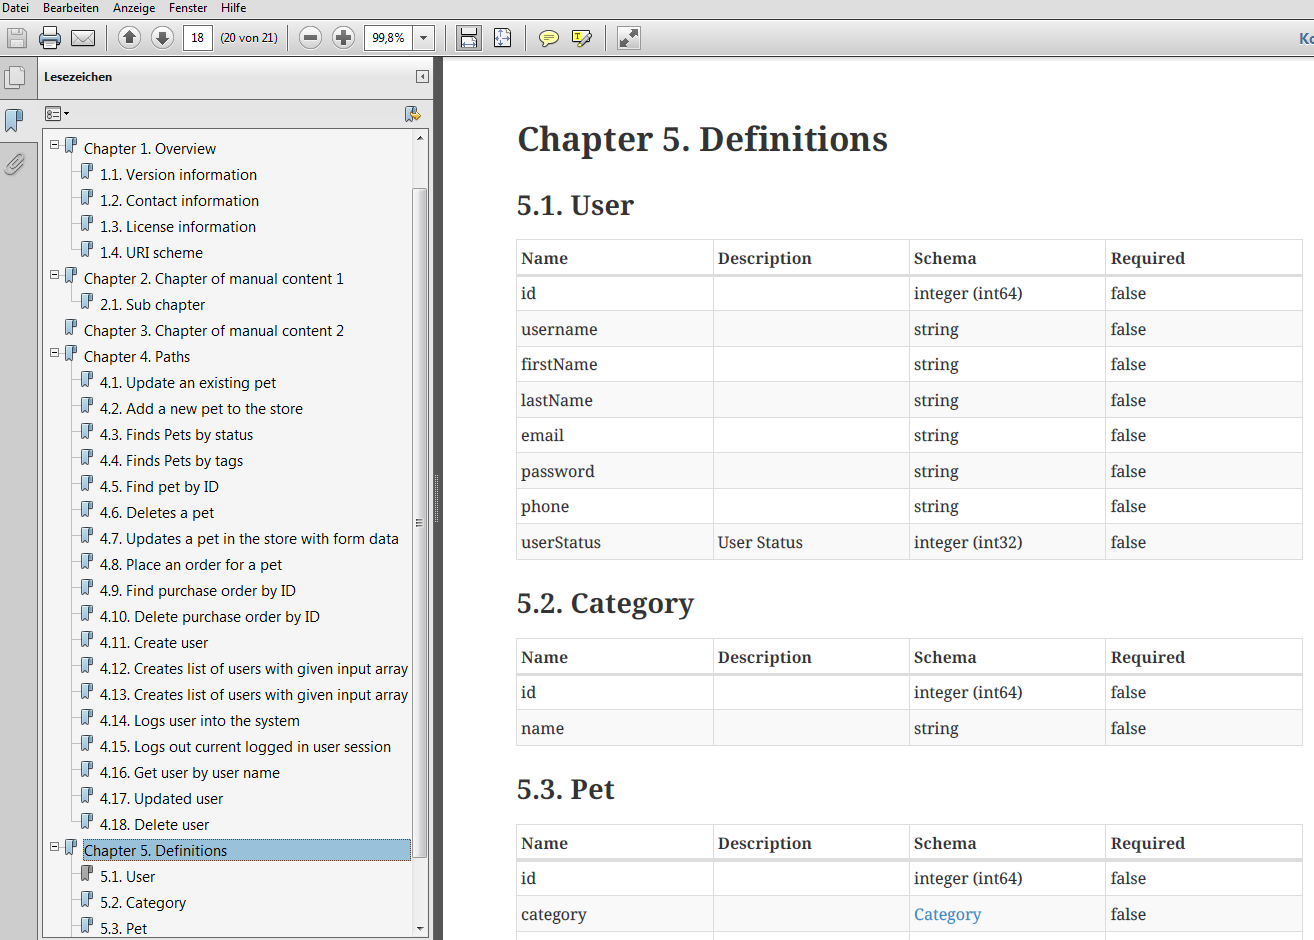 Datei Bearbeiten Anzeige Fenster Hilfe
18 (20 von 21) 99,8%
Lesezeichen
Chapter 1. Overview
1.1. Version information
1.2. Contact information
1.3. License information
1.4. URI scheme
Chapter 2. Chapter of manual content 1
2.1. Sub chapter
Chapter 3. Chapter of manual content 2
Chapter 4. Paths
4.1. Update an existing pet
4.2. Add a new pet to the store
4.3. Finds Pets by status
4.4. Finds Pets by tags
4.5. Find pet by ID
4.6. Deletes a pet
4.7. Updates a pet in the store with form data
4.8. Place an order for a pet
4.9. Find purchase order by ID
4.10. Delete purchase order by ID
4.11. Create user
4.12. Creates list of users with given input array
4.13. Creates list of users with given input array
4.14. Logs user into the system
4.15. Logs out current logged in user session
4.16. Get user by user name
4.17. Updated user
4.18. Delete user
Chapter 5. Definitions
5.1. User
5.2. Category
5.3. Pet
Chapter 5. Definitions
5.1. User
Name Description Schema Required
id integer (int64) false
username string false
firstName string false
lastName string false
email string false
password string false
phone string false
userStatus User Status integer (int32) false
5.2. Category
Name Description Schema Required
id integer (int64) false
name string false
5.3. Pet
Name Description Schema Required
id integer (int64) false
category Category false